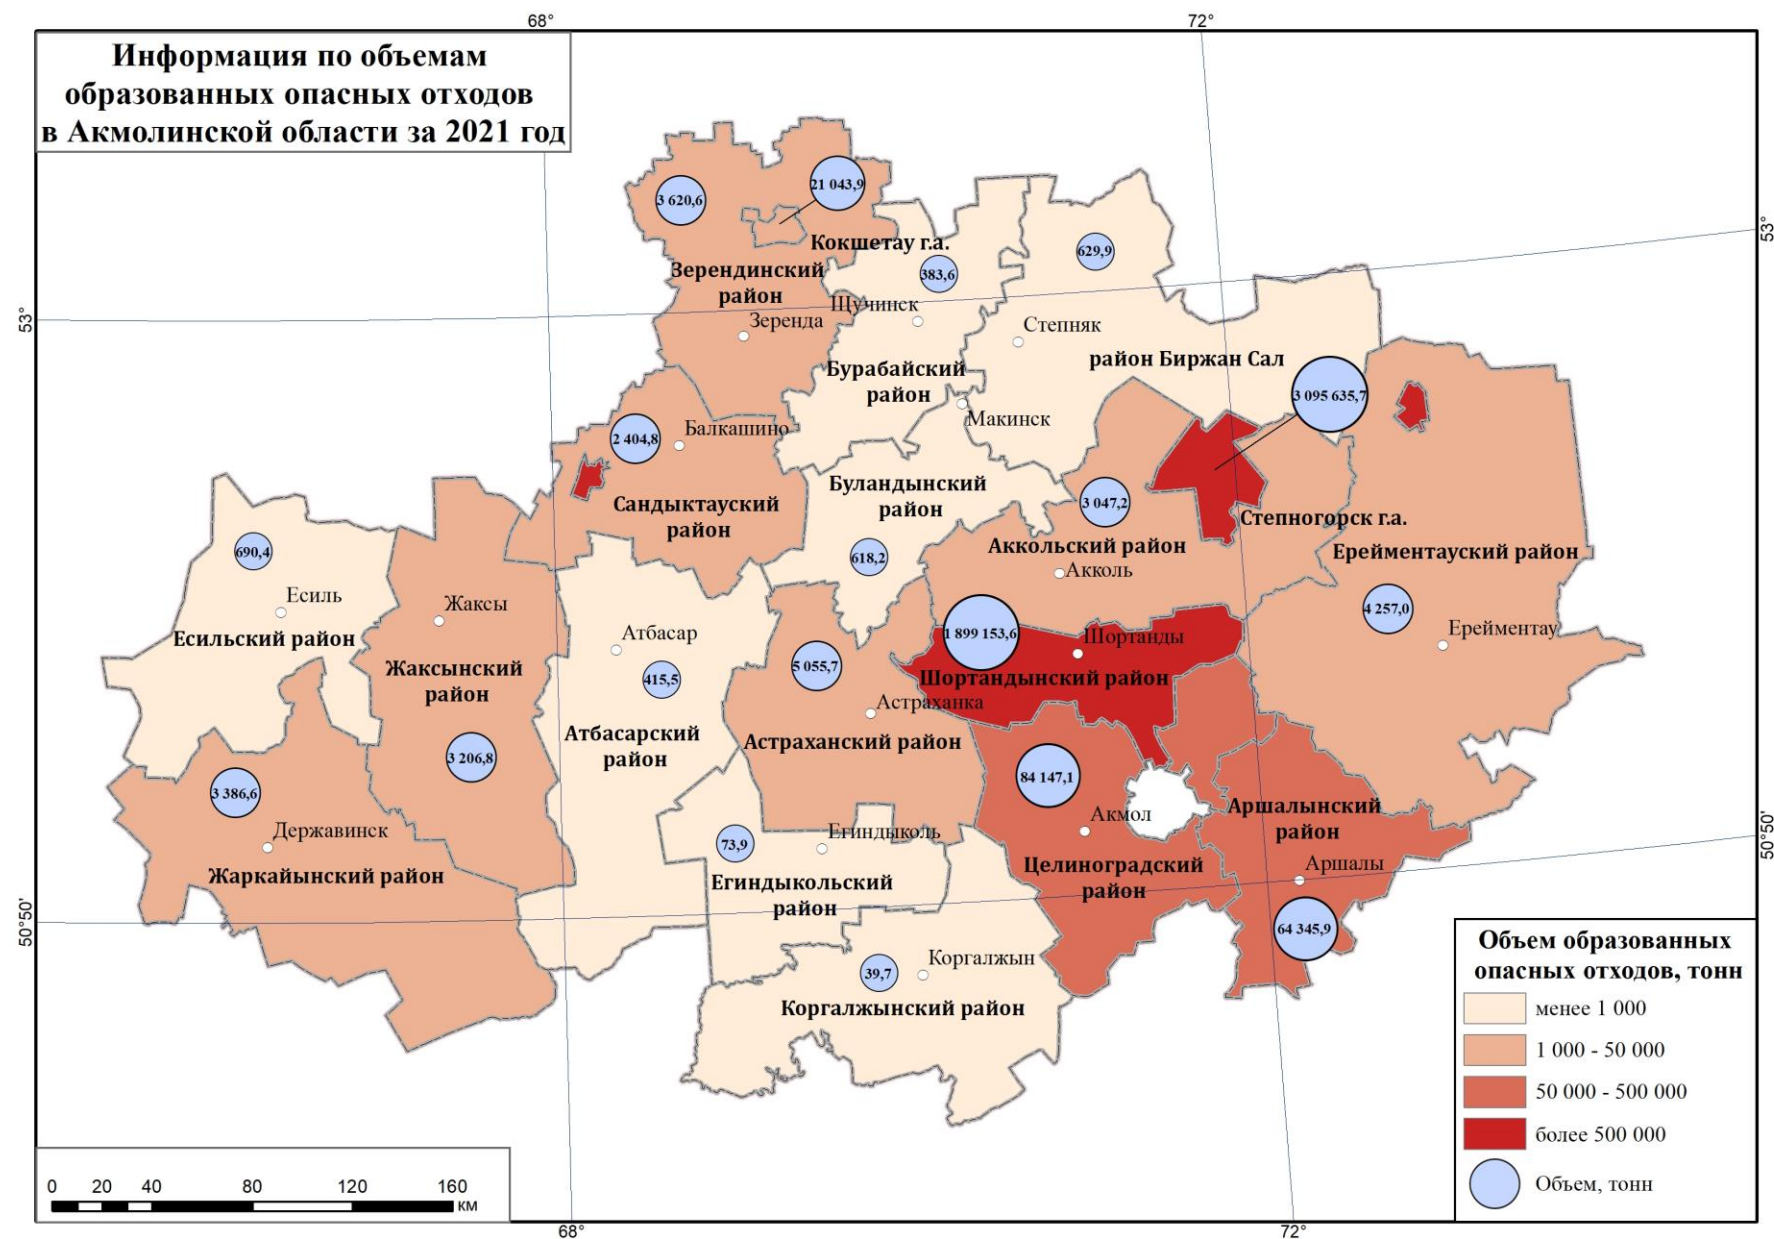 68°
72°
Информация по объемам
образованных опасных отходов
в Акмолинской области за 2021 год
3 620,6
21 043,9
Кокшетау г.а.
629,9
53°
Зерендинский
район
383,6
Щучинск
53°
Зеренда
Степняк
район Биржан Сал
Бурабайский
район
3 095 635,7
Макинск
2 404,8
Балкашино
Сандыктауский
район
Буландынский
район
3 047,2
Степногорск г.а.
690,4
618,2
Аккольский район
Ерейментауский район
Акколь
Есиль
Жаксы
4 257,0
Есильский район
Атбасар
1 899 153,6
Шортанды
Ерейментау
Жаксынский
район
415,5
5 055,7
Шортандынский район
Астраханка
Атбасарский
район
Астраханский район
3 206,8
84 147,1
3 386,6
Акмол
Аршалынский
район
Державинск
73,9
Егиндыколь
50°50'
Жаркайынский район
Целиноградский
район
Аршалы
Егиндыкольский
район
50°50'
64 345,9
39,7
Коргалжын
Коргалжынский район
Объем образованных
опасных отходов, тонн
менее 1 000
1 000 - 50 000
50 000 - 500 000
более 500 000
Объем, тонн
0 20 40 80 120 160
км
68°
72°